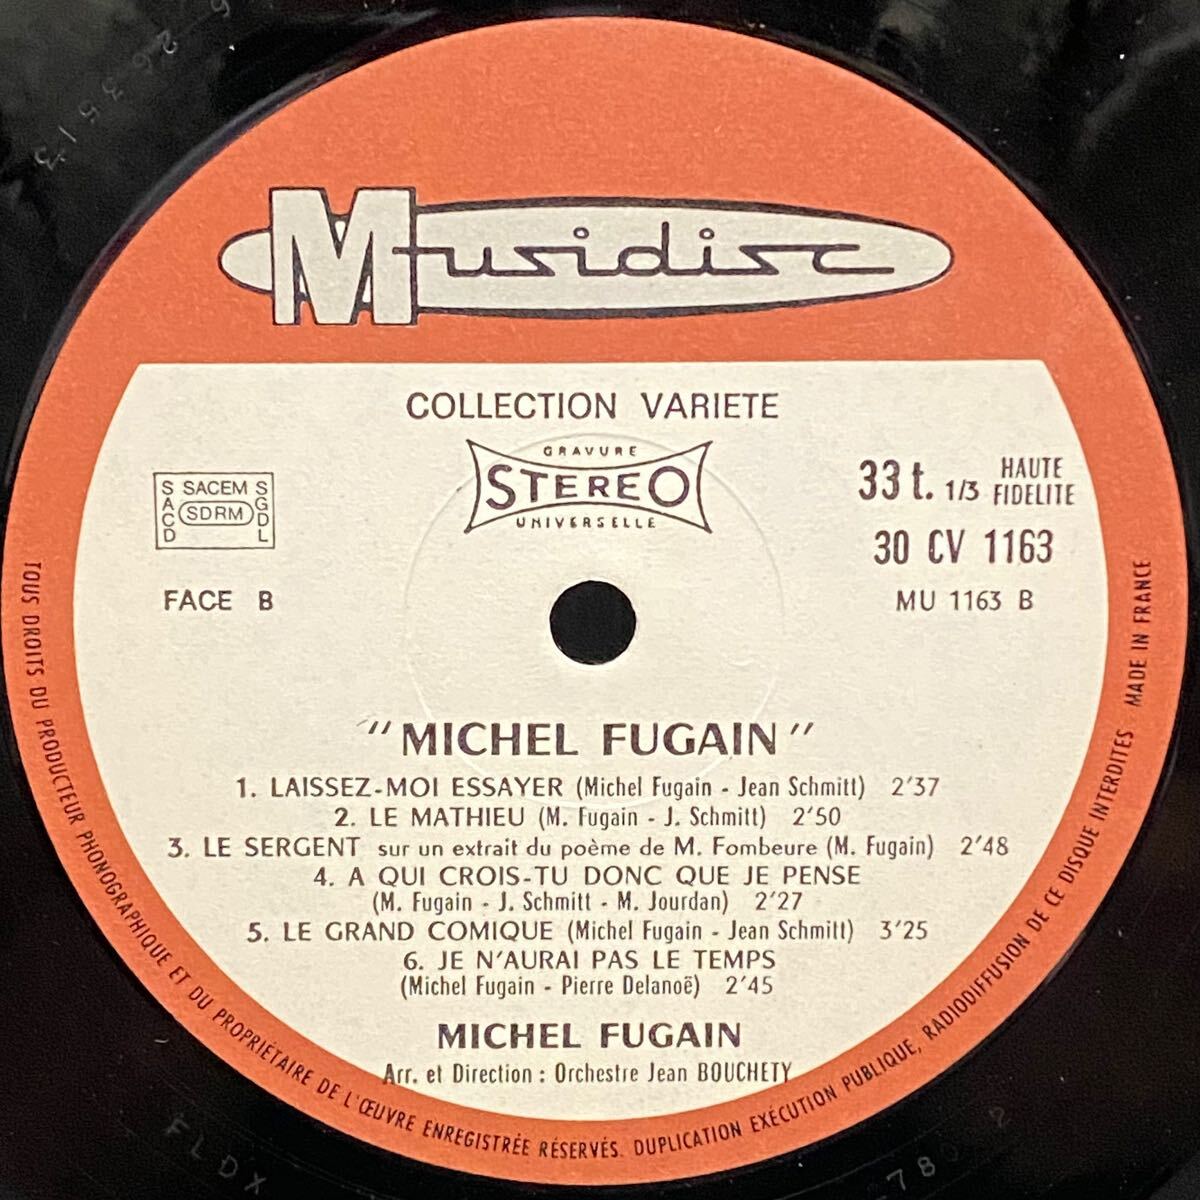 Musidisc
COLLECTION VARIETE
GRAVURE
STEREO
UNIVERSELLE
SACEM
SACD
SDRM
SGDL
33 t. 1/3 HAUTE FIDELITE
30 CV 1163
FACE B
MU 1163 B
"MICHEL FUGAIN"
1. LAISSEZ-MOI ESSAYER (Michel Fugain - Jean Schmitt) 2'37
2. LE MATHIEU (M. Fugain - J. Schmitt) 2'50
3. LE SERGENT sur un extrait du poème de M. Fombeure (M. Fugain) 2'48
4. A QUI CROIS-TU DONC QUE JE PENSE
(M. Fugain - J. Schmitt - M. Jourdan) 2'27
5. LE GRAND COMIQUE (Michel Fugain - Jean Schmitt) 3'25
6. JE N'AURAI PAS LE TEMPS
(Michel Fugain - Pierre Delanoë) 2'45
MICHEL FUGAIN
Arr. et Direction : Orchestre Jean BOUCHETY
TOUS DROITS DU PRODUCTEUR PHONOGRAPHIQUE ET DU PROPRIÉTAIRE DE L'ŒUVRE ENREGISTRÉE RÉSERVÉS. DUPLICATION EXÉCUTION PUBLIQUE, RADIODIFFUSION DE CE DISQUE INTERDITES - MADE IN FRANCE
FLDX